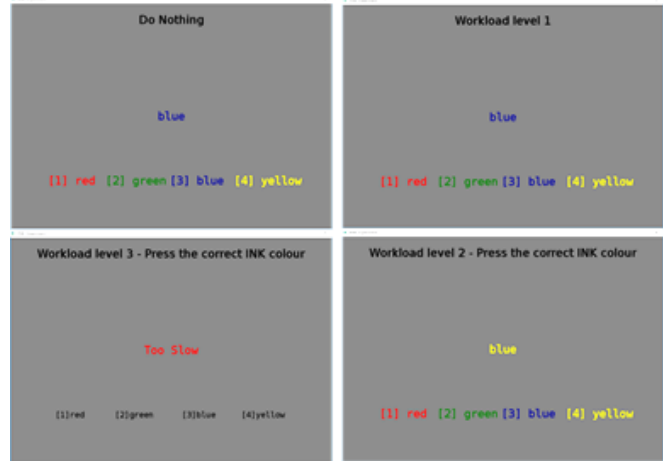 Do Nothing
blue
[1] red [2] green [3] blue [4] yellow
Workload level 1
blue
[1] red [2] green [3] blue [4] yellow
Workload level 3 - Press the correct INK colour
Too Slow
[1]red [2]green [3]blue [4]yellow
Workload level 2 - Press the correct INK colour
blue
[1] red [2] green [3] blue [4] yellow